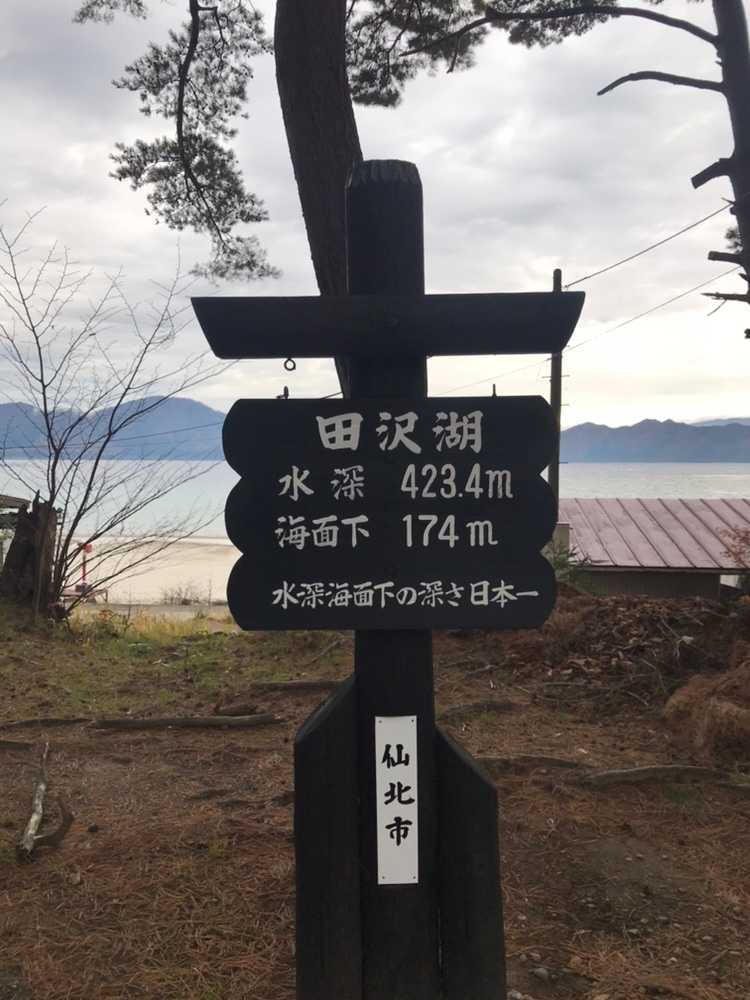 田沢湖
水深 423.4m
海面下 174m
水深海面下の深さ日本一
仙北市